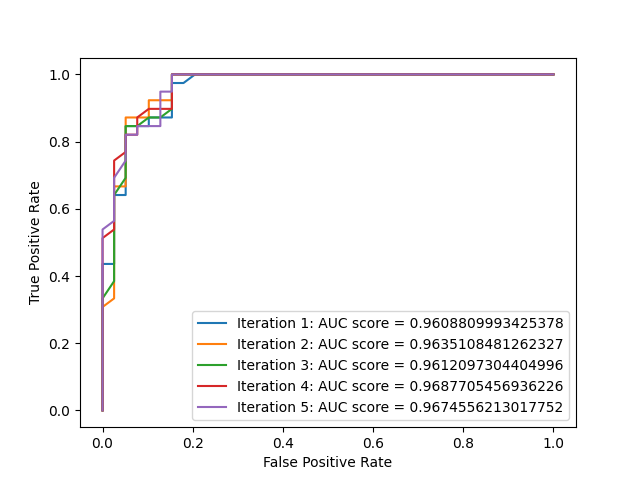 1.0
0.8
0.6
0.4
0.2
0.0
True Positive Rate
Iteration 1: AUC score = 0.9608809993425378
Iteration 2: AUC score = 0.9635108481262327
Iteration 3: AUC score = 0.9612097304404996
Iteration 4: AUC score = 0.9687705456936226
Iteration 5: AUC score = 0.9674556213017752
0.0 0.2 0.4 0.6 0.8 1.0
False Positive Rate